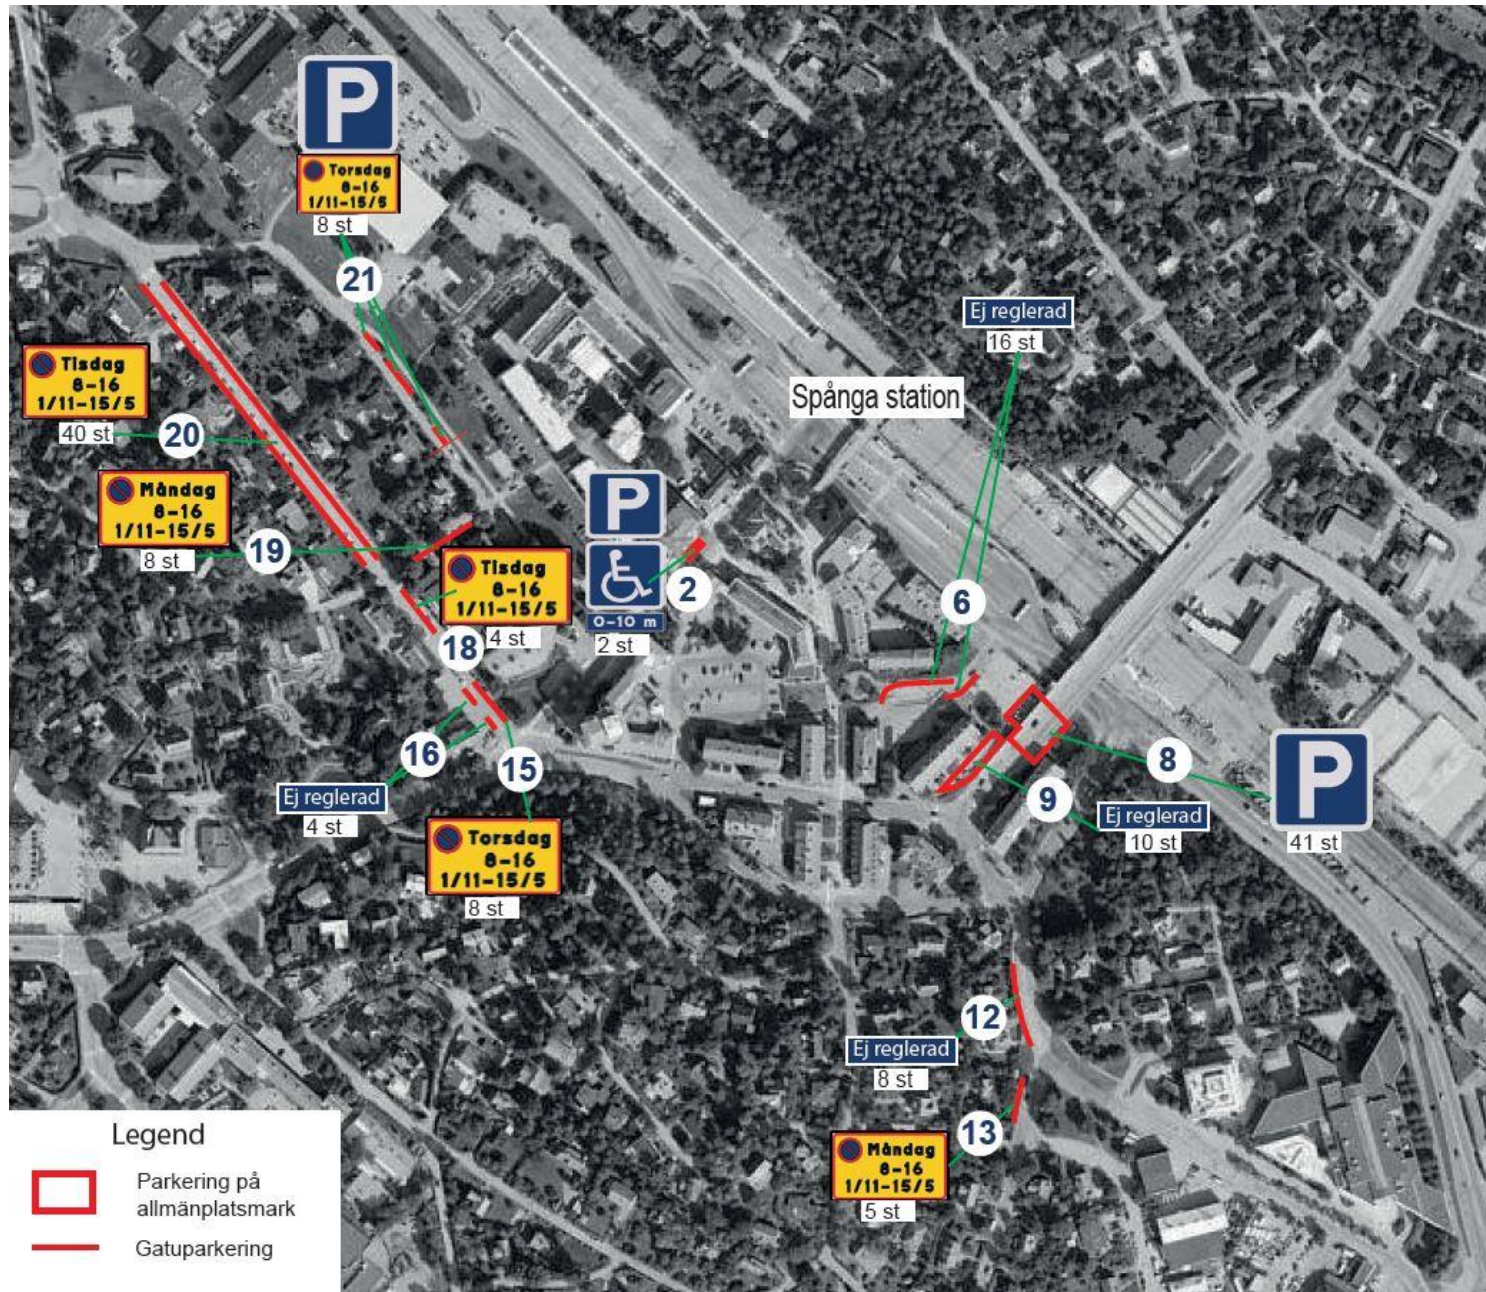 P
Torsdag
8-16
1/11-15/5
8 st
21
Ej reglerad
16 st
Spånga station
Tisdag
8-16
1/11-15/5
40 st
20
Måndag
8-16
1/11-15/5
8 st
19
P
0-10 m
2 st
2
Tisdag
8-16
1/11-15/5
4 st
18
6
16
15
Ej reglerad
4 st
Torsdag
8-16
1/11-15/5
8 st
8
P
41 st
9
Ej reglerad
10 st
12
Ej reglerad
8 st
13
Måndag
8-16
1/11-15/5
5 st
Legend
Parkering på
allmänplatsmark
Gatuparkering